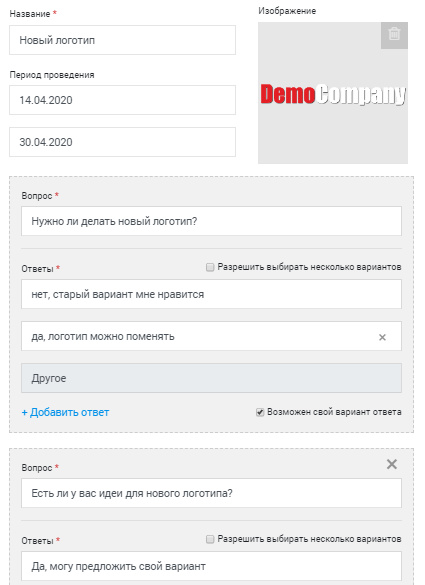 Название *
Новый логотип
Период проведения
14.04.2020
30.04.2020
Изображение
DemoCompany
Вопрос *
Нужно ли делать новый логотип?
Ответы *
Разрешить выбирать несколько вариантов
нет, старый вариант мне нравится
да, логотип можно поменять
Другое
+ Добавить ответ
Возможен свой вариант ответа
Вопрос *
Есть ли у вас идеи для нового логотипа?
Ответы *
Разрешить выбирать несколько вариантов
Да, могу предложить свой вариант